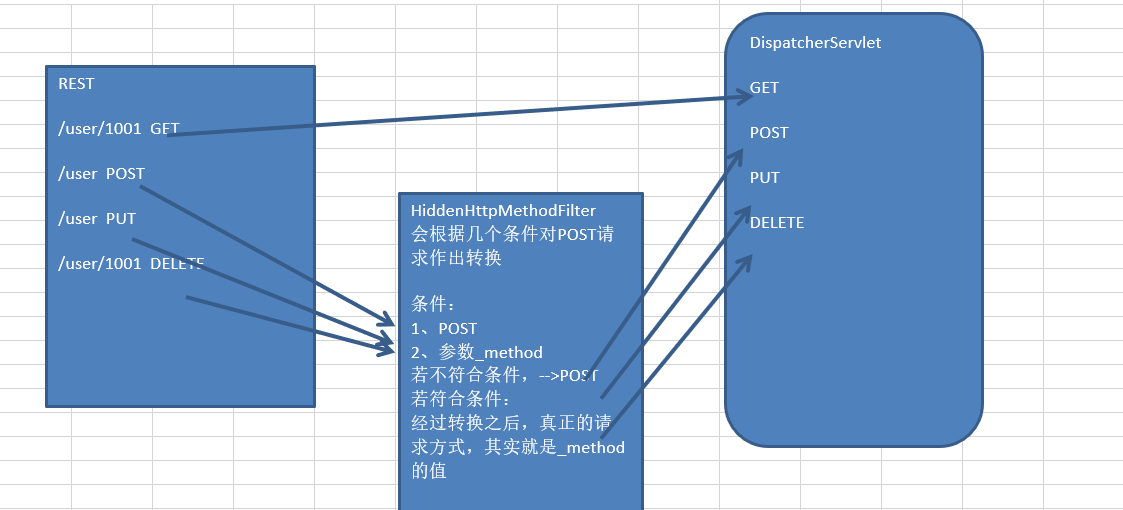 REST
/user/1001 GET
/user POST
/user PUT
/user/1001 DELETE
HiddenHttpMethodFilter
会根据几个条件对POST请
求作出转换
条件：
1、POST
2、参数_method
若不符合条件，-->POST
若符合条件：
经过转换之后，真正的请
求方式，其实就是_method
的值
DispatcherServlet
GET
POST
PUT
DELETE